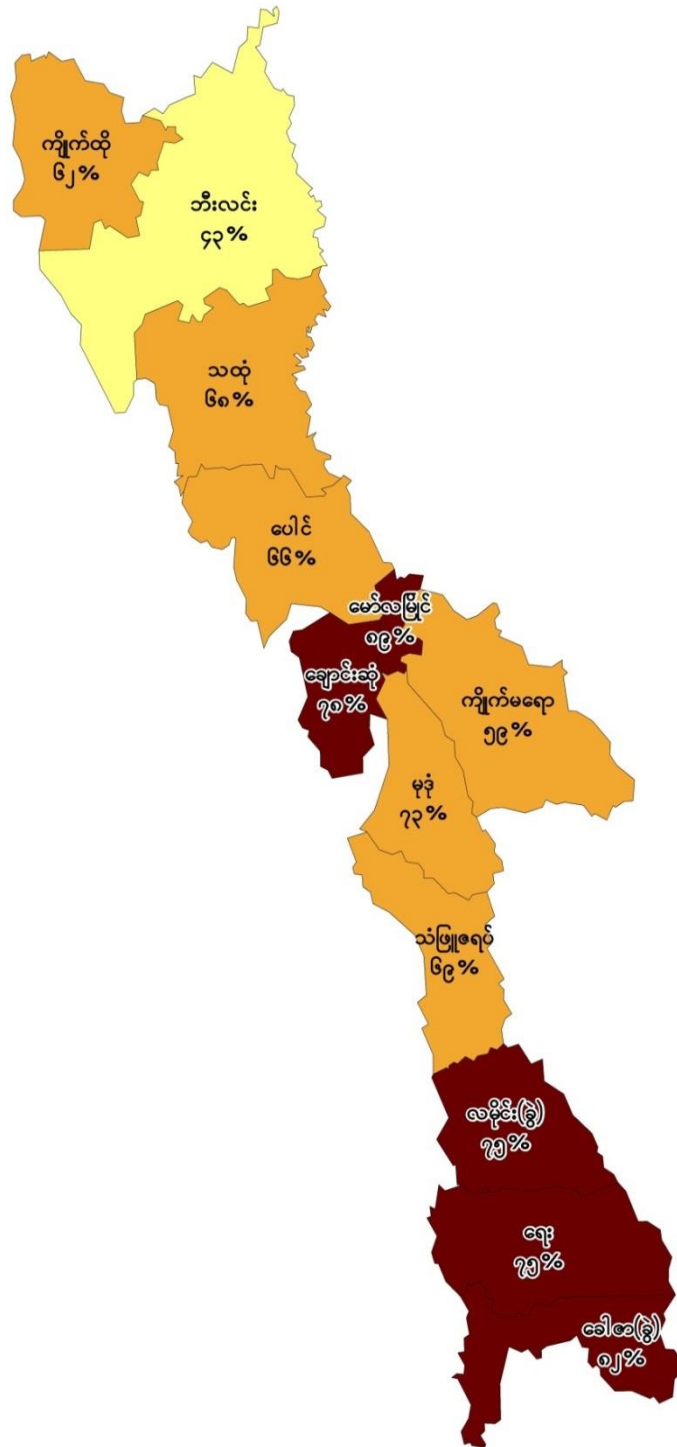 ကျိုက်ထို
၆၂%
ဘီးလင်း
၄၃%
သထုံ
၆၈%
ပေါင်
၆၆%
မော်လမြိုင်
၈၉%
ချောင်းဆုံ
၇၈%
ကျိုက်မရော
၅၉%
မုဒုံ
၇၃%
သံဖြူဇရပ်
၆၉%
လမိုင်း(ခွဲ)
၇၅%
ရေး
၇၅%
ခေါဇာ(ခွဲ)
၈၂%